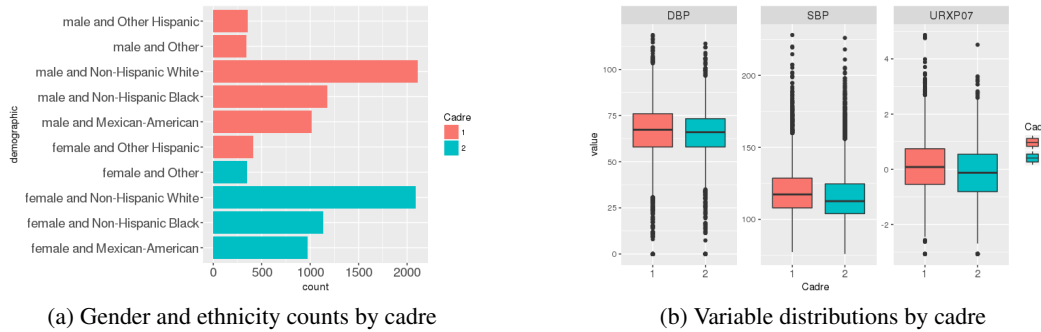 male and Other Hispanic
male and Other
male and Non-Hispanic White
male and Non-Hispanic Black
male and Mexican-American
female and Other Hispanic
female and Other
female and Non-Hispanic White
female and Non-Hispanic Black
female and Mexican-American
demographic
0 500 1000 1500 2000
count
Cadre
1
2
(a) Gender and ethnicity counts by cadre
DBP SBP URXP07
value
100
75
50
25
0
200
150
100
4
2
0
-2
1 2 1 2 1 2
Cadre
Cad
(b) Variable distributions by cadre